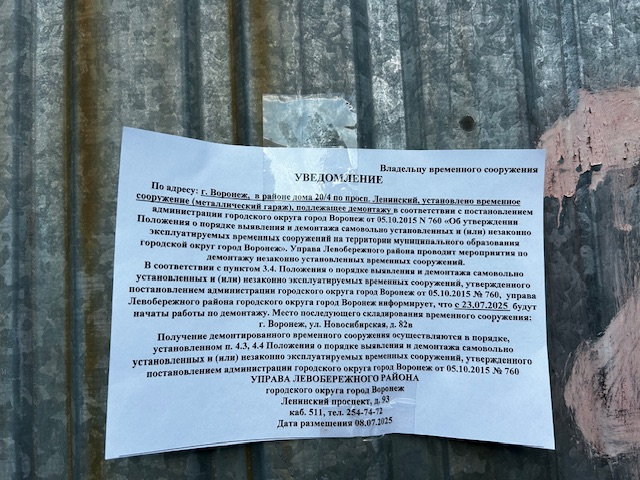 Владельцу временного сооружения
УВЕДОМЛЕНИЕ
По адресу: г. Воронеж, в районе дома 20/4 по просп. Ленинский, установлено временное
сооружение (металлический гараж), подлежащее демонтажу в соответствии с постановлением
администрации городского округа город Воронеж от 05.10.2015 N 760 «Об утверждении
Положения о порядке выявления и демонтажа самовольно установленных и (или) незаконно
эксплуатируемых временных сооружений на территории муниципального образования
городской округ город Воронеж». Управа Левобережного района проводит мероприятия по
демонтажу незаконно установленных временных сооружений.
В соответствии с пунктом 3.4. Положения о порядке выявления и демонтажа самовольно
установленных и (или) незаконно эксплуатируемых временных сооружений, утвержденного
постановлением администрации городского округа город Воронеж от 05.10.2015 № 760, управа
Левобережного района городского округа город Воронеж информирует, что с 23.07.2025 будут
начаты работы по демонтажу. Место последующего складирования временного сооружения:
г. Воронеж, ул. Новосибирская, д. 82в
Получение демонтированного временного сооружения осуществляются в порядке,
установленном п. 4.3, 4.4 Положения о порядке выявления и демонтажа самовольно
установленных и (или) незаконно эксплуатируемых временных сооружений, утвержденного
постановлением администрации городского округа город Воронеж от 05.10.2015 № 760
УПРАВА ЛЕВОБЕРЕЖНОГО РАЙОНА
городского округа город Воронеж
Ленинский проспект, д. 93
каб. 511, тел. 254-74-72
Дата размещения 08.07.2025